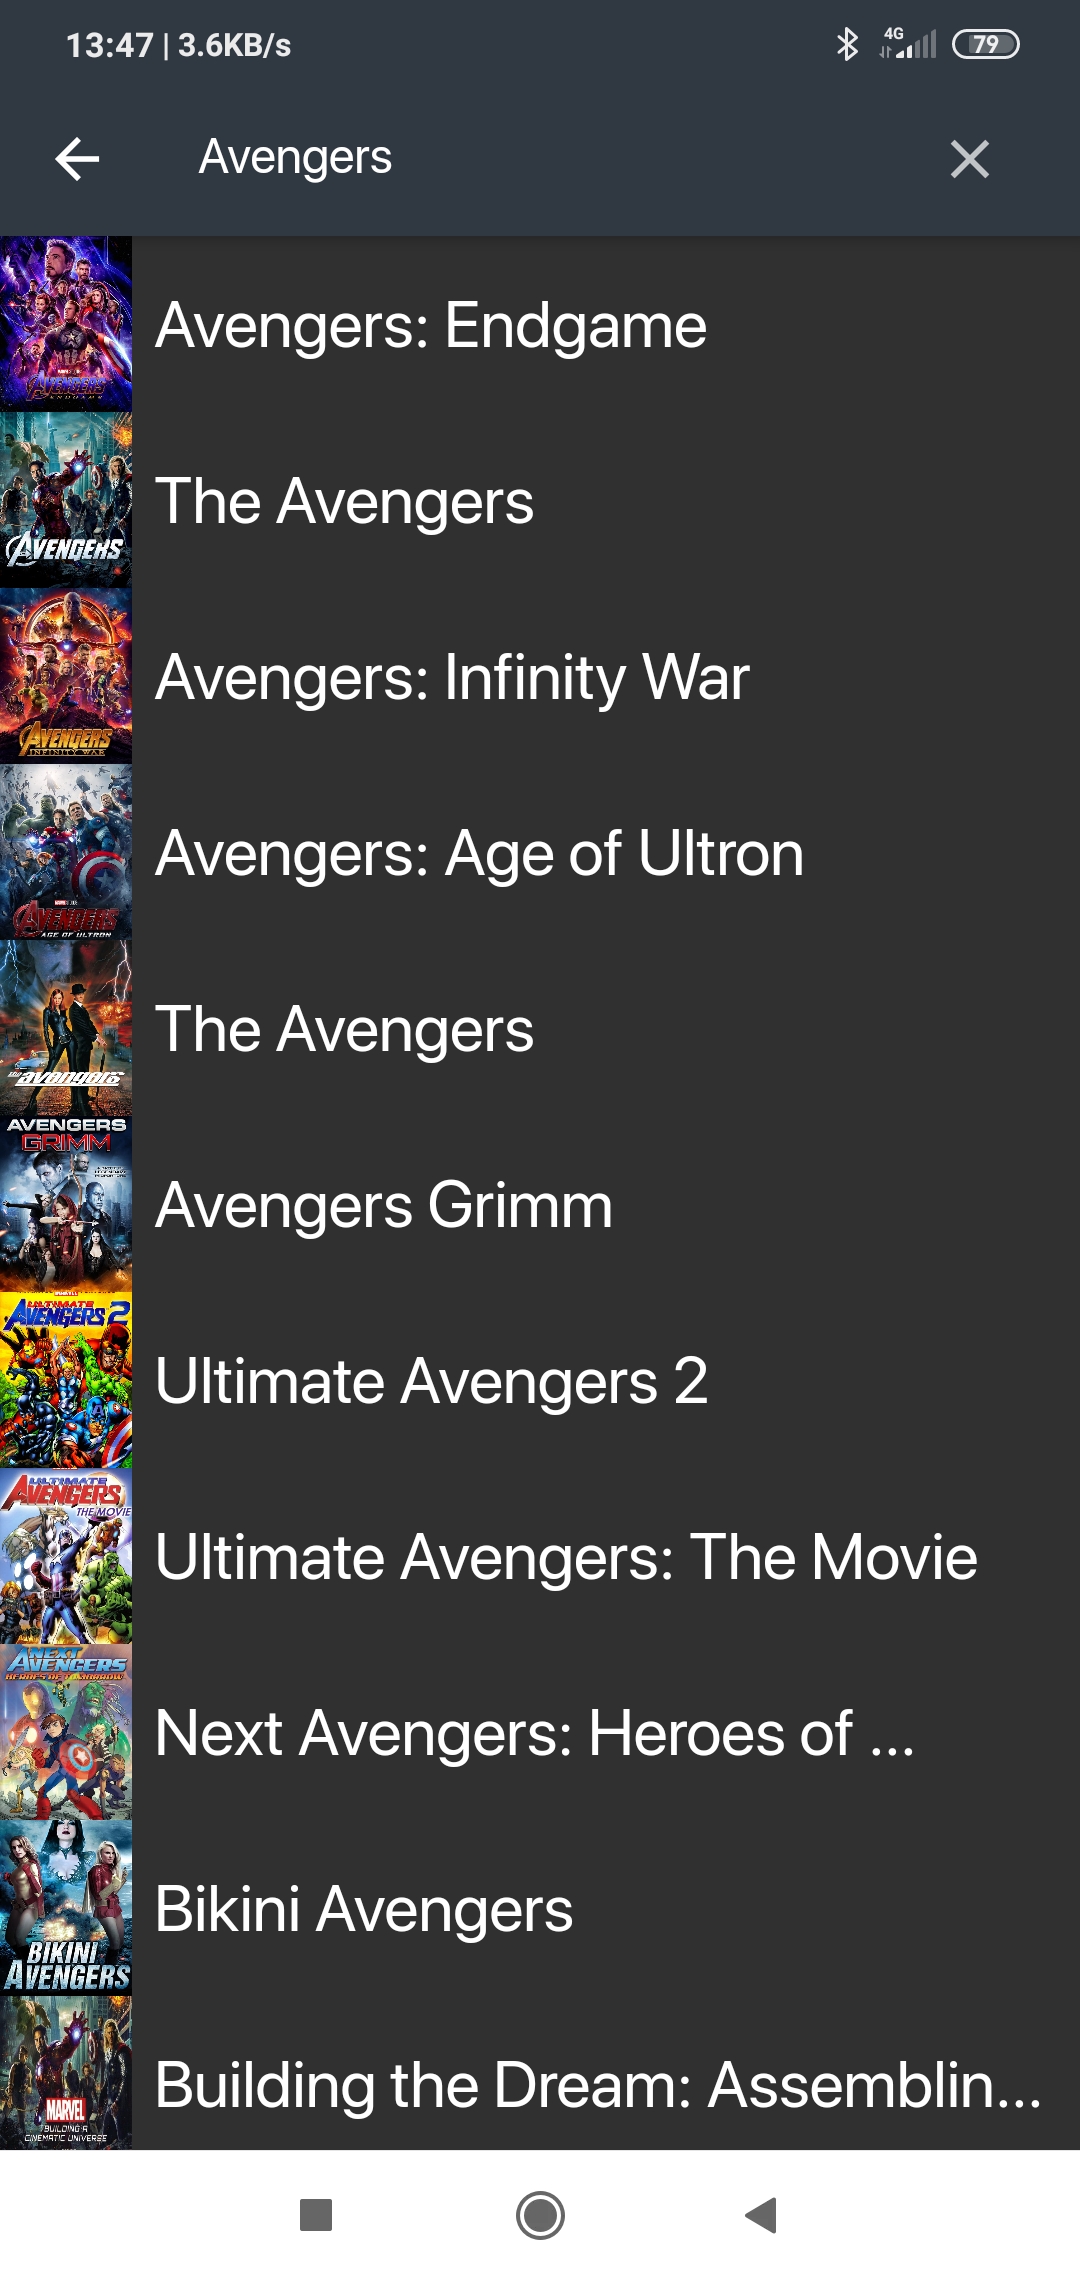 13:47 | 3.6KB/s
4G
79
Avengers
Avengers: Endgame
AVENGERS
ENDGAME
The Avengers
AVENGERS
Avengers: Infinity War
AVENGERS
INFINITY WAR
Avengers: Age of Ultron
AVENGERS
AGE OF ULTRON
The Avengers
avengers
AVENGERS
GRIMM
Avengers Grimm
ULTIMATE
AVENGERS 2
Ultimate Avengers 2
ULTIMATE
AVENGERS
THE MOVIE
Ultimate Avengers: The Movie
NEXT
AVENGERS
HEROES OF TOMORROW
Next Avengers: Heroes of ...
Bikini Avengers
BIKINI
AVENGERS
Building the Dream: Assemblin...
MARVEL
BUILDING A
CINEMATIC UNIVERSE